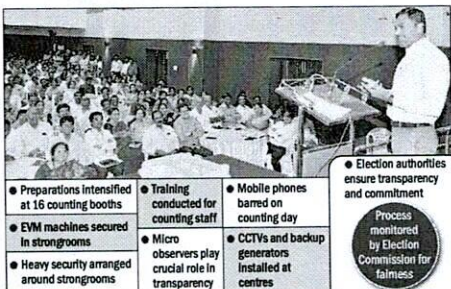 • Preparations intensified
at 16 counting booths
• EVM machines secured
in strongrooms
• Heavy security arranged
around strongrooms
• Training
conducted for
counting staff
• Micro
observers play
crucial role in
transparency
• Mobile phones
barred on
counting day
• CCTVs and backup
generators
installed at
centres
• Election authorities
ensure transparency
and commitment
Process
monitored
by Election
Commission for
fairness